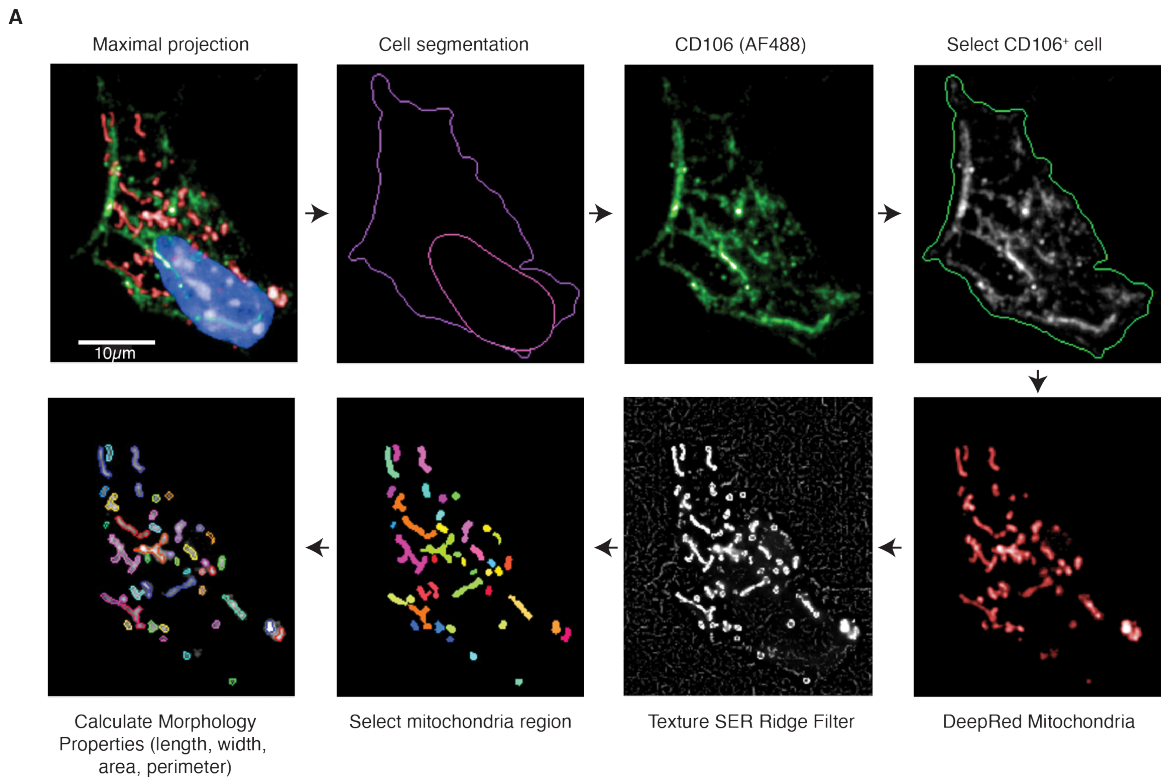 A
Maximal projection
Cell segmentation
CD106 (AF488)
Select CD106⁺ cell
10µm
Calculate Morphology
Properties (length, width,
area, perimeter)
Select mitochondria region
Texture SER Ridge Filter
DeepRed Mitochondria